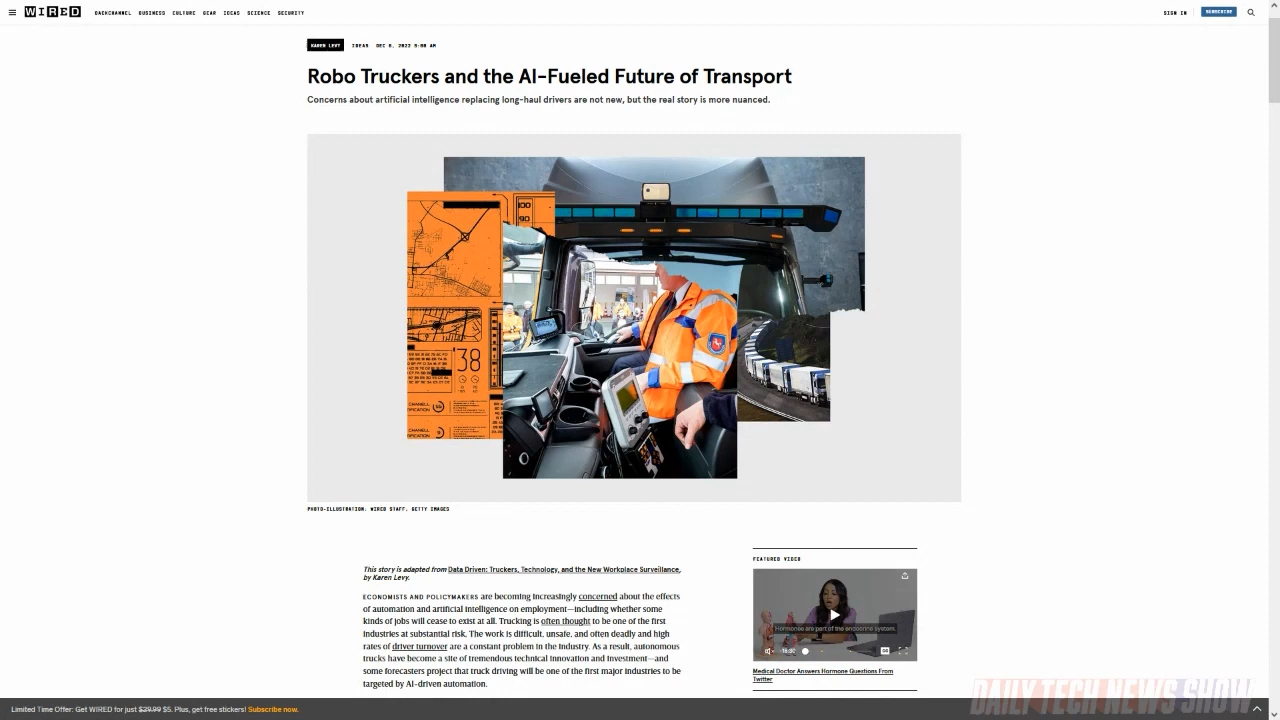 WIRED
BACKCHANNEL BUSINESS CULTURE GEAR IDEAS SCIENCE SECURITY
SIGN IN
SUBSCRIBE
KAREN LEVY IDEAS DEC 8, 2022 9:00 AM
Robo Truckers and the AI-Fueled Future of Transport
Concerns about artificial intelligence replacing long-haul drivers are not new, but the real story is more nuanced.
100
90
38
CHANELL
CHANELL
PHOTO-ILLUSTRATION: WIRED STAFF; GETTY IMAGES
This story is adapted from Data Driven: Truckers, Technology, and the New Workplace Surveillance,
by Karen Levy.
ECONOMISTS AND POLICYMAKERS are becoming increasingly concerned about the effects
of automation and artificial intelligence on employment—including whether some
kinds of jobs will cease to exist at all. Trucking is often thought to be one of the first
industries at substantial risk. The work is difficult, unsafe, and often deadly and high
rates of driver turnover are a constant problem in the industry. As a result, autonomous
trucks have become a site of tremendous technical innovation and investment—and
some forecasters project that truck driving will be one of the first major industries to be
targeted by AI-driven automation.
FEATURED VIDEO
Hormones are part of the endocrine system.
Medical Doctor Answers Hormone Questions From
Twitter
Limited Time Offer: Get WIRED for just $29.99 $5. Plus, get free stickers! Subscribe now.
DAILY TECH NEWS SHOW